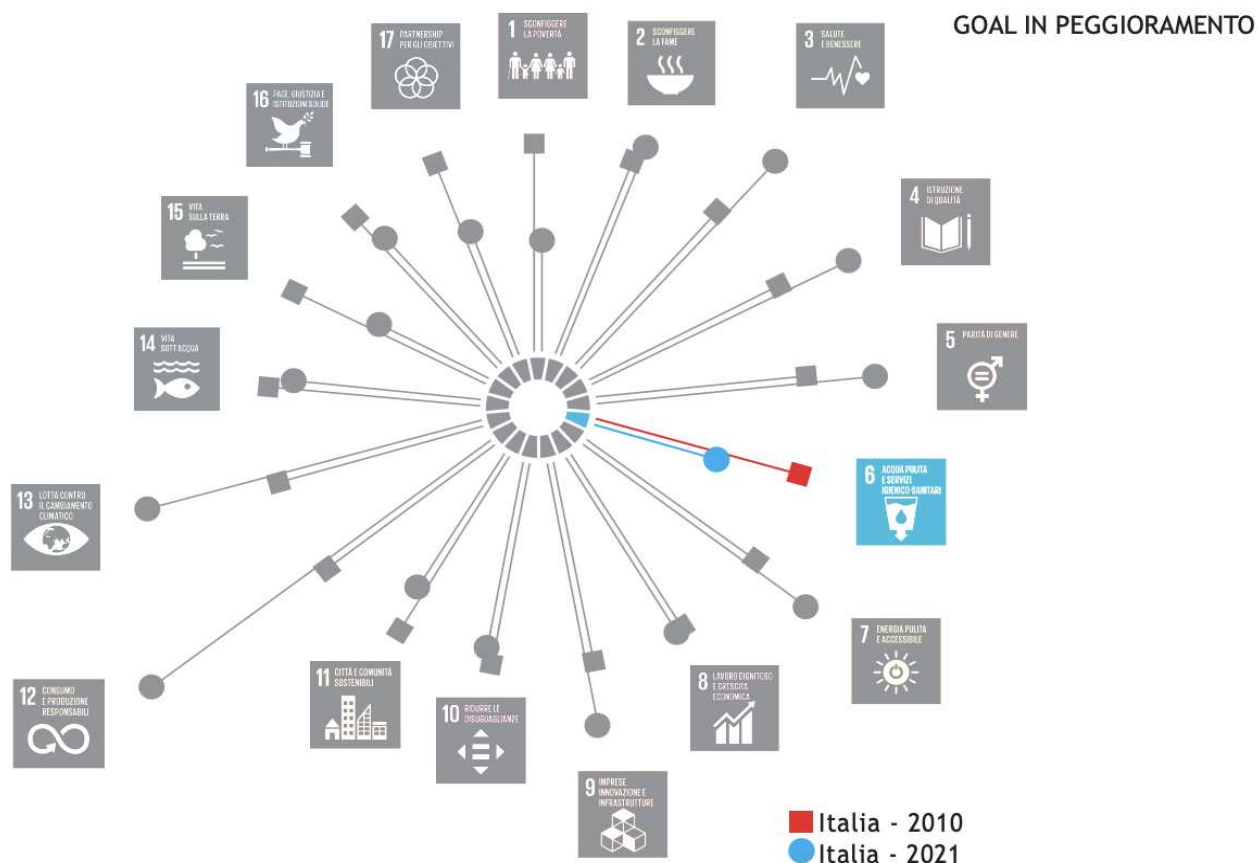 GOAL IN PEGGIORAMENTO
1 SCONFIGGERE
LA POVERTÀ
2 SCONFIGGERE
LA FAME
3 SALUTE
E BENESSERE
4 ISTRUZIONE
DI QUALITÀ
5 PARITÀ DI GENERE
6 ACQUA PULITA
E SERVIZI
IGIENICO-SANITARI
7 ENERGIA PULITA
E ACCESSIBILE
8 LAVORO DIGNITOSO
E CRESCITA
ECONOMICA
9 IMPRESE,
INNOVAZIONE E
INFRASTRUTTURE
10 RIDURRE LE
DISUGUAGLIANZE
11 CITTÀ E COMUNITÀ
SOSTENIBILI
12 CONSUMO
E PRODUZIONE
RESPONSABILI
13 LOTTA CONTRO
IL CAMBIAMENTO
CLIMATICO
14 VITA
SOTT'ACQUA
15 VITA
SULLA TERRA
16 PACE, GIUSTIZIA E
ISTITUZIONI SOLIDE
17 PARTNERSHIP
PER GLI OBIETTIVI
Italia - 2010
Italia - 2021